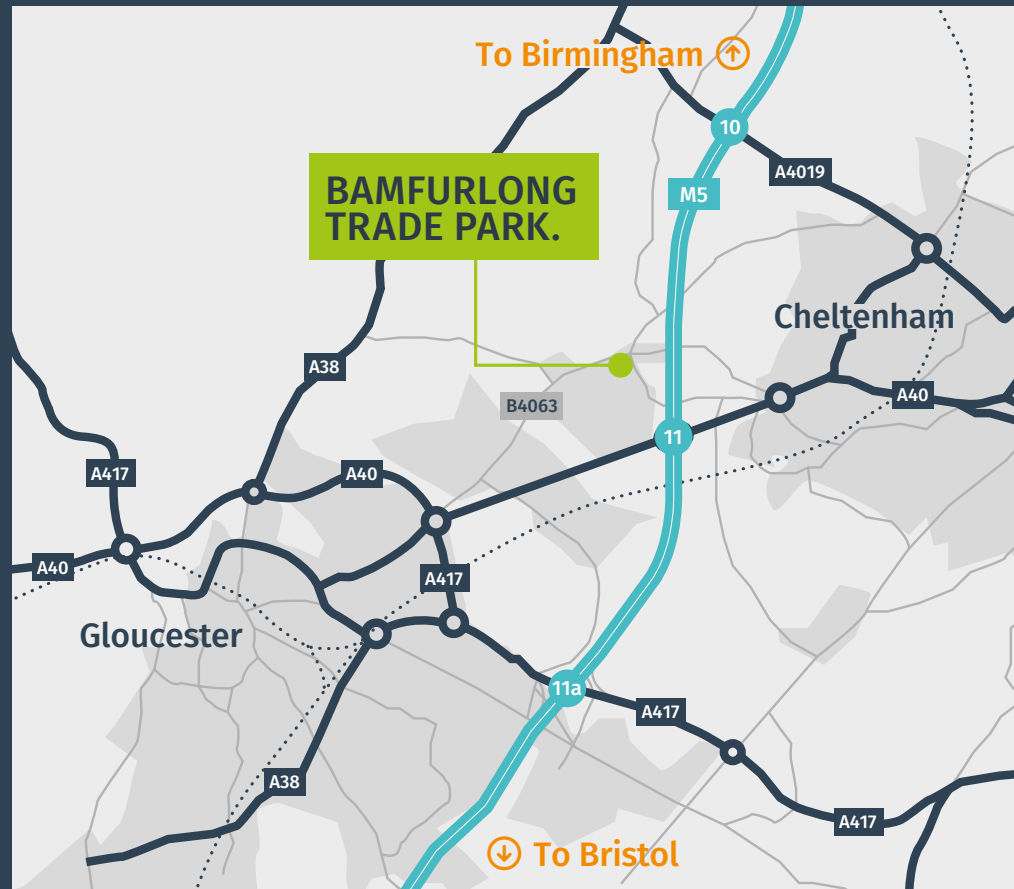 To Birmingham
10
A4019
BAMFURLONG
TRADE PARK.
M5
Cheltenham
A38
A40
B4063
11
A417
A40
A40
A417
Gloucester
11a
A417
A38
A417
To Bristol